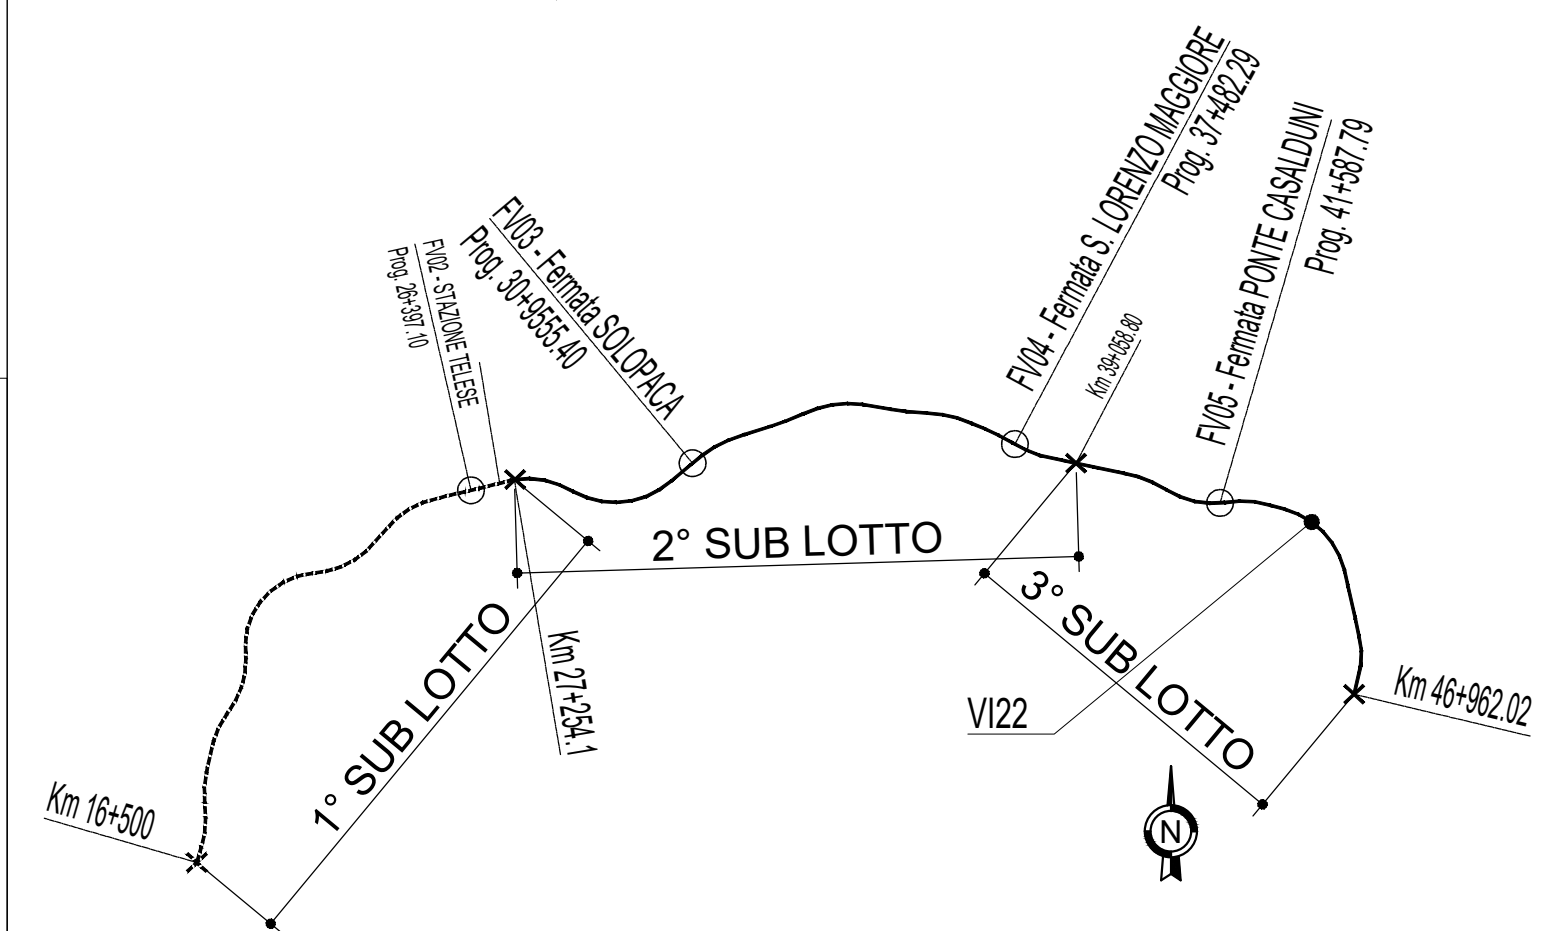 FV04 - Fermata S. LORENZO MAGGIORE
Prog. 37+482.29
FV05 - Fermata PONTE CASALDUNI
Prog. 41+587.79
FV03 - Fermata SOLOPACA
Prog. 30+9555.40
FV02 - STAZIONE TELESE
Prog. 26+397.10
Km 39+058.80
2° SUB LOTTO
1° SUB LOTTO
3° SUB LOTTO
Km 27+254.1
VI22
Km 46+962.02
Km 16+500
N